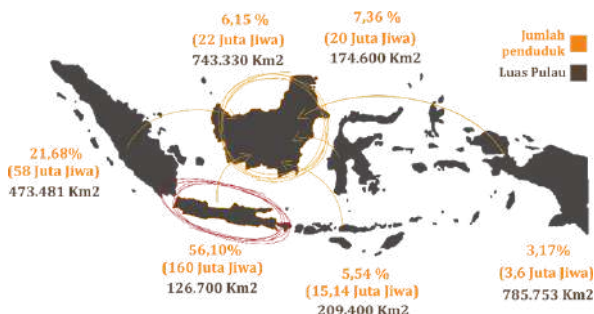 6,15 %
(22 Juta Jiwa)
743.330 Km2
7,36 %
(20 Juta Jiwa)
174.600 Km2
Jumlah
penduduk
Luas Pulau
21,68%
(58 Juta Jiwa)
473.481 Km2
56,10%
(160 Juta Jiwa)
126.700 Km2
5,54 %
(15,14 Juta Jiwa)
209.400 Km2
3,17%
(3,6 Juta Jiwa)
785.753 Km2